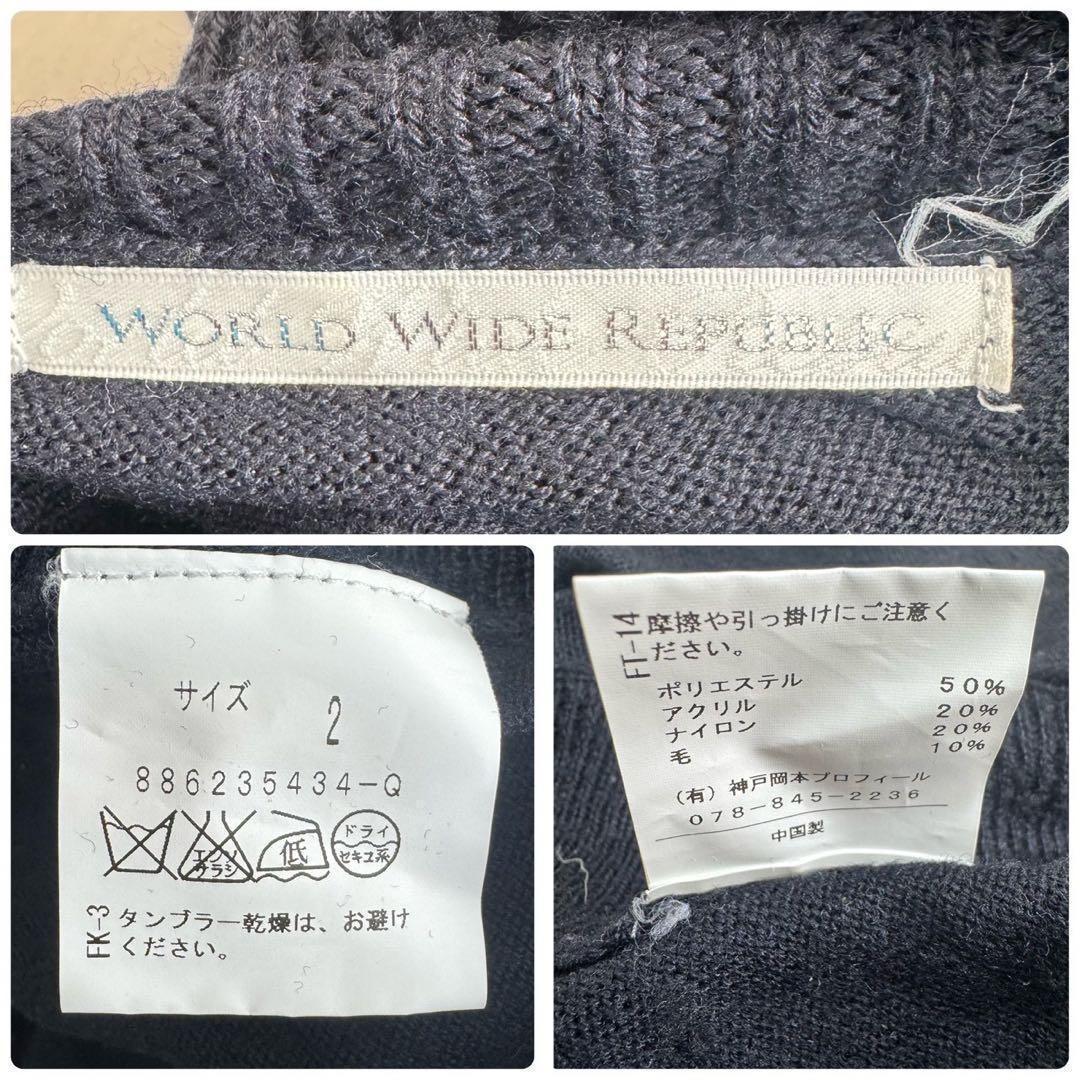 WORLD WIDE REPUBLIC
サイズ 2
886235434-Q
エンソ
サラシ
低
ドライ
セキユ系
FK-3
タンブラー乾燥は、お避け
ください。
FT-14
摩擦や引っ掛けにご注意く
ださい。
ポリエステル 50%
アクリル 20%
ナイロン 20%
毛 10%
(有)神戸岡本プロフィール
078-845-2236
中国製